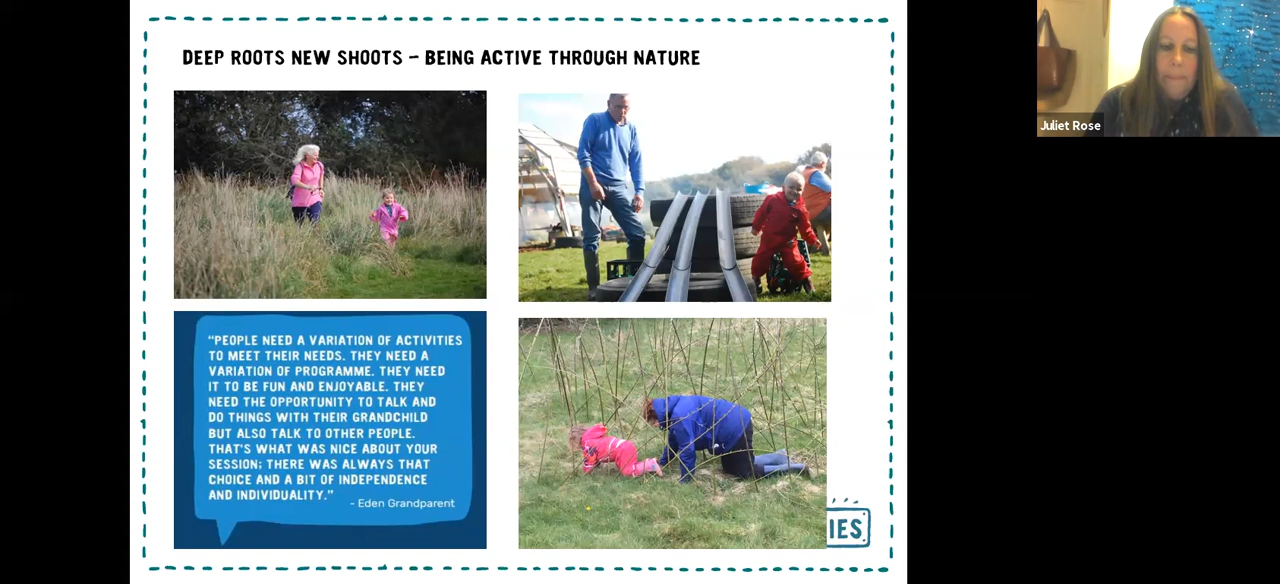 DEEP ROOTS NEW SHOOTS – BEING ACTIVE THROUGH NATURE
Juliet Rose
“PEOPLE NEED A VARIATION OF ACTIVITIES
TO MEET THEIR NEEDS. THEY NEED A
VARIATION OF PROGRAMME. THEY NEED
IT TO BE FUN AND ENJOYABLE. THEY
NEED THE OPPORTUNITY TO TALK AND
DO THINGS WITH THEIR GRANDCHILD
BUT ALSO TALK TO OTHER PEOPLE.
THAT'S WHAT WAS NICE ABOUT YOUR
SESSION; THERE WAS ALWAYS THAT
CHOICE AND A BIT OF INDEPENDENCE
AND INDIVIDUALITY.”
- Eden Grandparent
IES